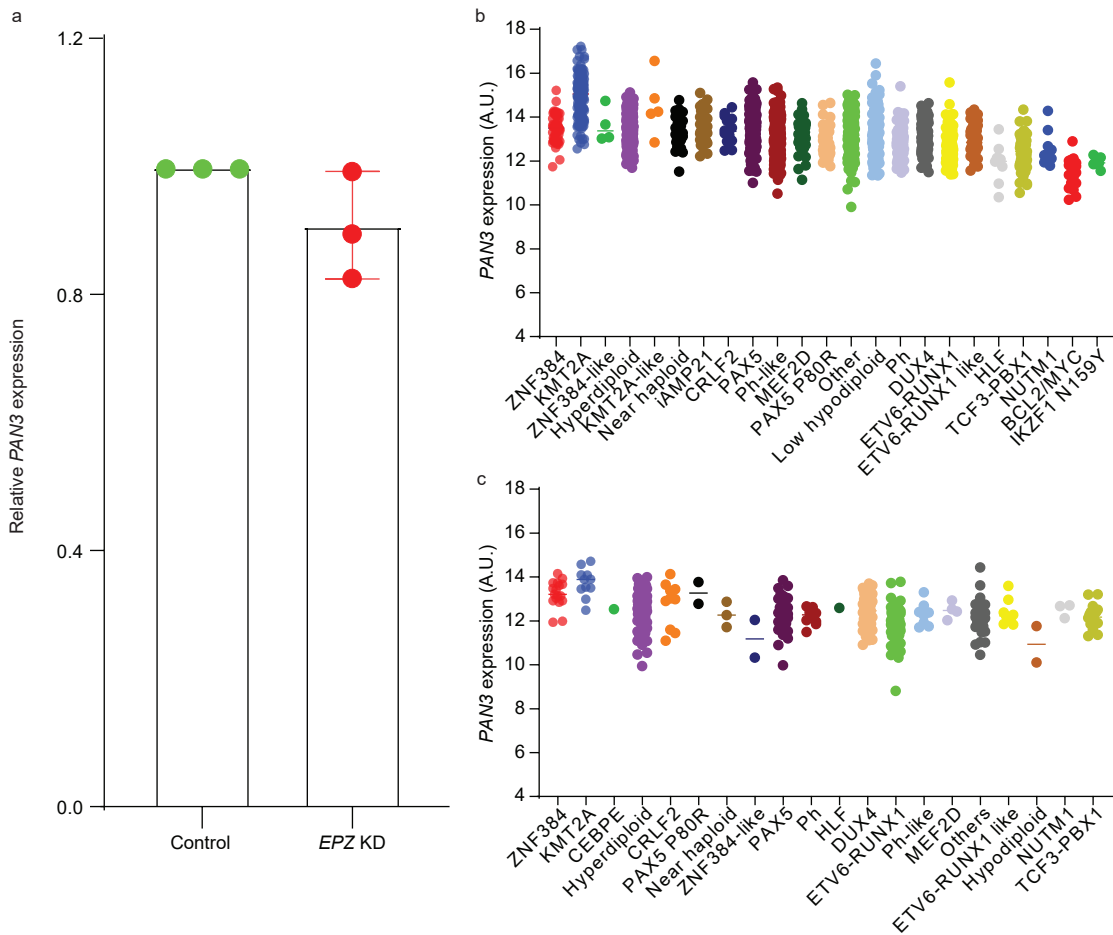 a
Relative PAN3 expression
1.2
0.8
0.4
0.0
Control
EPZ KD
b
PAN3 expression (A.U.)
18
16
14
12
10
8
6
4
ZNF384
KMT2A
ZNF384-like
Hyperdiploid
KMT2A-like
Near haploid
iAMP21
CRLF2
PAX5
Ph-like
MEF2D
PAX5 P80R
Other
Low hypodiploid
Ph
DUX4
ETV6-RUNX1
ETV6-RUNX1 like
HLF
TCF3-PBX1
NUTM1
BCL2/MYC
IKZF1 N159Y
c
PAN3 expression (A.U.)
18
16
14
12
10
8
6
4
ZNF384
KMT2A
CEBPE
Hyperdiploid
CRLF2
PAX5 P80R
Near haploid
ZNF384-like
PAX5
Ph
HLF
DUX4
ETV6-RUNX1
Ph-like
MEF2D
Others
ETV6-RUNX1 like
Hypodiploid
NUTM1
TCF3-PBX1